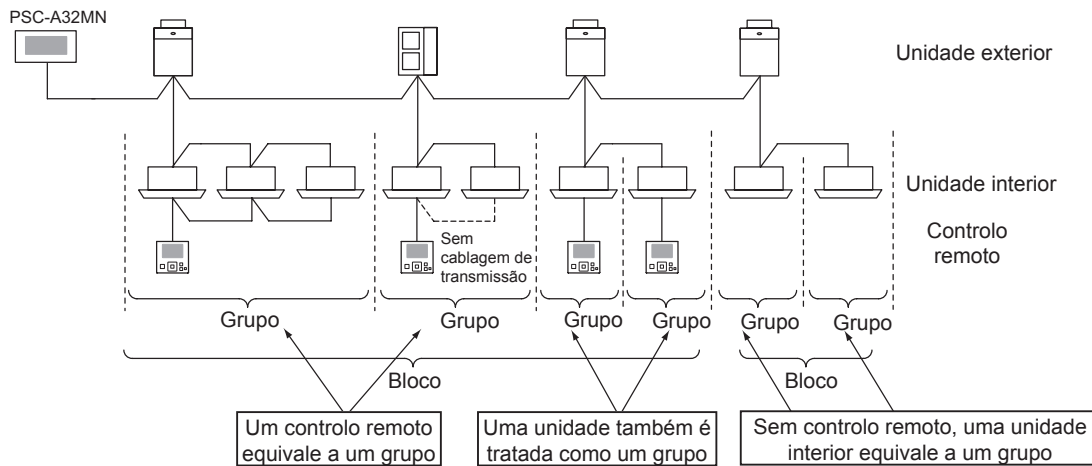 PSC-A32MN
Unidade exterior
Unidade interior
Controlo
remoto
Sem
cablagem de
transmissão
Grupo
Grupo
Grupo
Grupo
Grupo
Grupo
Bloco
Bloco
Um controlo remoto
equivale a um grupo
Uma unidade também é
tratada como um grupo
Sem controlo remoto, uma unidade
interior equivale a um grupo